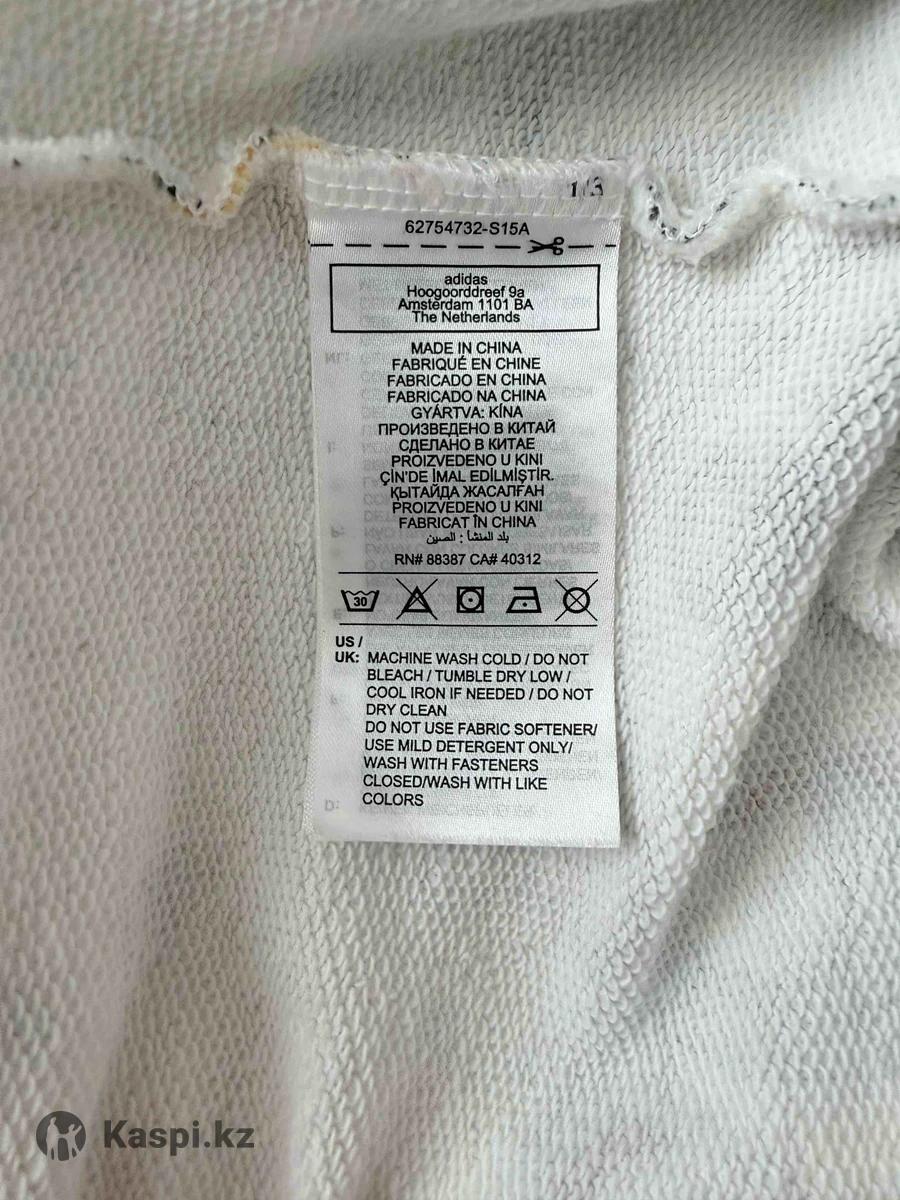 1/3
62754732-S15A
adidas
Hoogoorddreef 9a
Amsterdam 1101 BA
The Netherlands
MADE IN CHINA
FABRIQUÉ EN CHINE
FABRICADO EN CHINA
FABRICADO NA CHINA
GYÁRTVA: KÍNA
ПРОИЗВЕДЕНО В КИТАЙ
СДЕЛАНО В КИТАЕ
PROIZVEDENO U KINI
ÇİN'DE İMAL EDİLMİŞTİR.
ҚЫТАЙДА ЖАСАЛҒАН
PROIZVEDENO U KINI
FABRICAT ÎN CHINA
بلد المنشأ : الصين
RN# 88387 CA# 40312
30
US /
UK: MACHINE WASH COLD / DO NOT
BLEACH / TUMBLE DRY LOW /
COOL IRON IF NEEDED / DO NOT
DRY CLEAN
DO NOT USE FABRIC SOFTENER/
USE MILD DETERGENT ONLY/
WASH WITH FASTENERS
CLOSED/WASH WITH LIKE
COLORS
Kaspi.kz